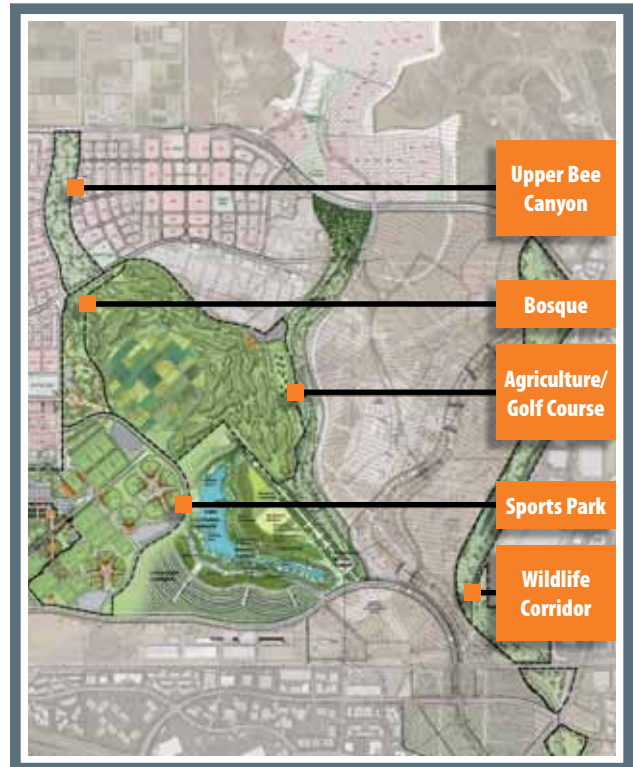 Upper Bee
Canyon
Bosque
Agriculture/
Golf Course
Sports Park
Wildlife
Corridor